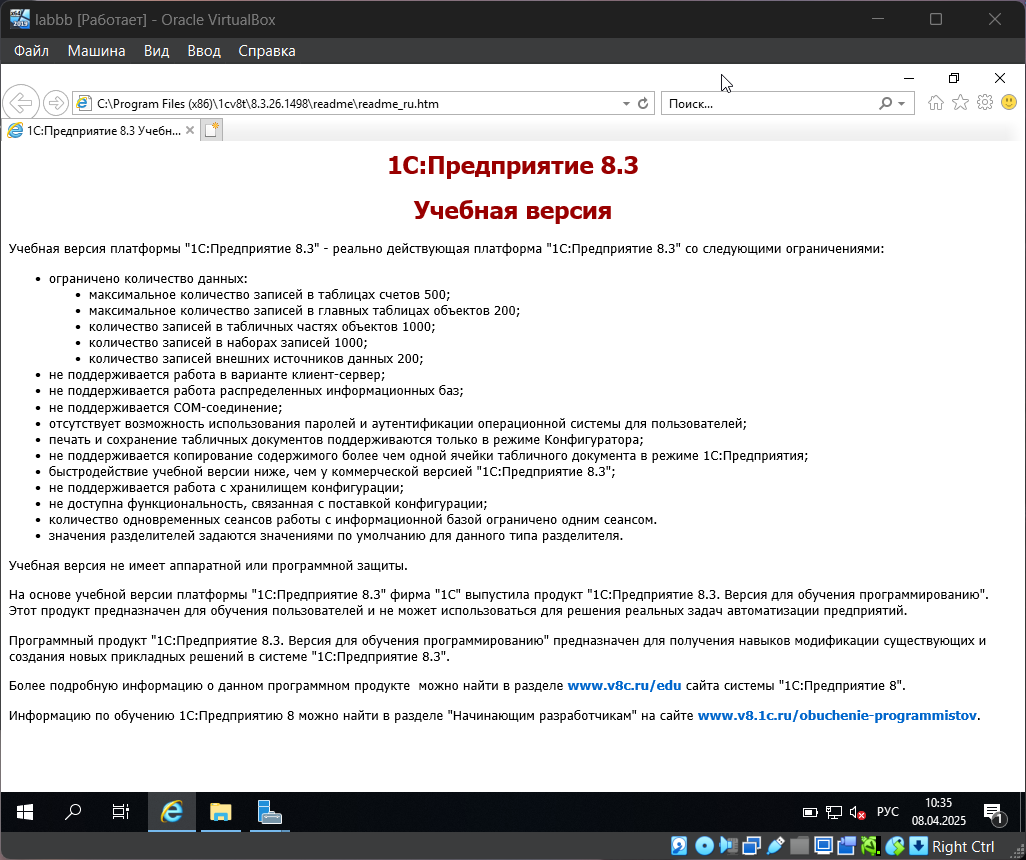 labbb [Работает] - Oracle VirtualBox
Файл Машина Вид Ввод Справка
C:\Program Files (x86)\1cv8t\8.3.26.1498\readme\readme_ru.htm
Поиск...
1С:Предприятие 8.3 Учебн...
1С:Предприятие 8.3
Учебная версия
Учебная версия платформы "1С:Предприятие 8.3" - реально действующая платформа "1С:Предприятие 8.3" со следующими ограничениями:
• ограничено количество данных:
• максимальное количество записей в таблицах счетов 500;
• максимальное количество записей в главных таблицах объектов 200;
• количество записей в табличных частях объектов 1000;
• количество записей в наборах записей 1000;
• количество записей внешних источников данных 200;
• не поддерживается работа в варианте клиент-сервер;
• не поддерживается работа распределенных информационных баз;
• не поддерживается COM-соединение;
• отсутствует возможность использования паролей и аутентификации операционной системы для пользователей;
• печать и сохранение табличных документов поддерживаются только в режиме Конфигуратора;
• не поддерживается копирование содержимого более чем одной ячейки табличного документа в режиме 1С:Предприятия;
• быстродействие учебной версии ниже, чем у коммерческой версией "1С:Предприятие 8.3";
• не поддерживается работа с хранилищем конфигурации;
• не доступна функциональность, связанная с поставкой конфигурации;
• количество одновременных сеансов работы с информационной базой ограничено одним сеансом.
• значения разделителей задаются значениями по умолчанию для данного типа разделителя.
Учебная версия не имеет аппаратной или программной защиты.
На основе учебной версии платформы "1С:Предприятие 8.3" фирма "1С" выпустила продукт "1С:Предприятие 8.3. Версия для обучения программированию".
Этот продукт предназначен для обучения пользователей и не может использоваться для решения реальных задач автоматизации предприятий.
Программный продукт "1С:Предприятие 8.3. Версия для обучения программированию" предназначен для получения навыков модификации существующих и
создания новых прикладных решений в системе "1С:Предприятие 8.3".
Более подробную информацию о данном программном продукте можно найти в разделе www.v8c.ru/edu сайта системы "1С:Предприятие 8".
Информацию по обучению 1С:Предприятию 8 можно найти в разделе "Начинающим разработчикам" на сайте www.v8.1c.ru/obuchenie-programmistov.
РУС
10:35
08.04.2025
1
Right Ctrl